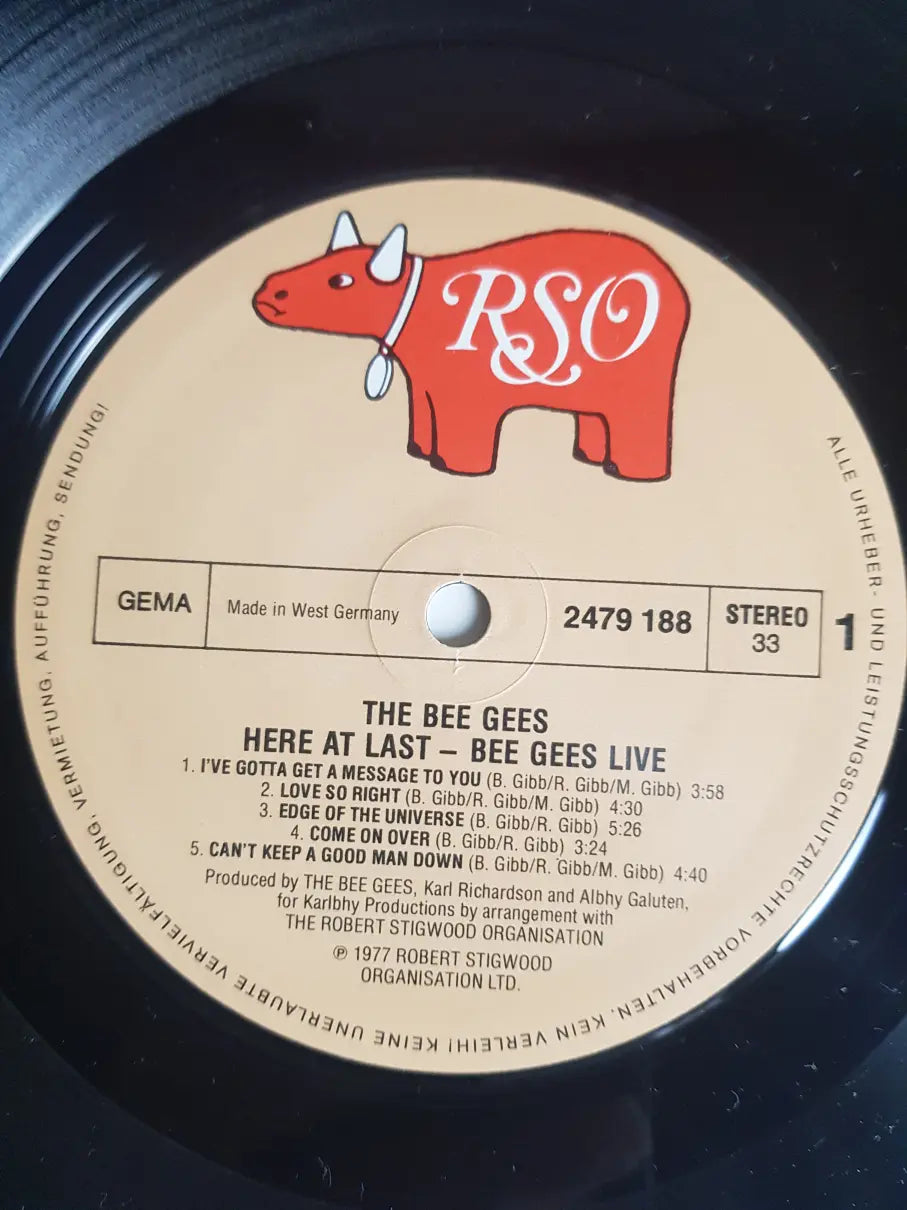 RSO
GEMA
Made in West Germany
2479 188
STEREO
33
1
THE BEE GEES
HERE AT LAST – BEE GEES LIVE
1. I'VE GOTTA GET A MESSAGE TO YOU (B. Gibb/R. Gibb/M. Gibb) 3:58
2. LOVE SO RIGHT (B. Gibb/R. Gibb/M. Gibb) 4:30
3. EDGE OF THE UNIVERSE (B. Gibb/R. Gibb) 5:26
4. COME ON OVER (B. Gibb/R. Gibb) 3:24
5. CAN'T KEEP A GOOD MAN DOWN (B. Gibb/R. Gibb/M. Gibb) 4:40
Produced by THE BEE GEES, Karl Richardson and Albhy Galuten,
for Karlbhy Productions by arrangement with
THE ROBERT STIGWOOD ORGANISATION
℗ 1977 ROBERT STIGWOOD
ORGANISATION LTD.
ALLE URHEBER- UND LEISTUNGSSCHUTZRECHTE VORBEHALTEN. KEIN VERLEIH! KEINE UNERLAUBTE VERVIELFÄLTIGUNG, VERMIETUNG, AUFFÜHRUNG, SENDUNG!